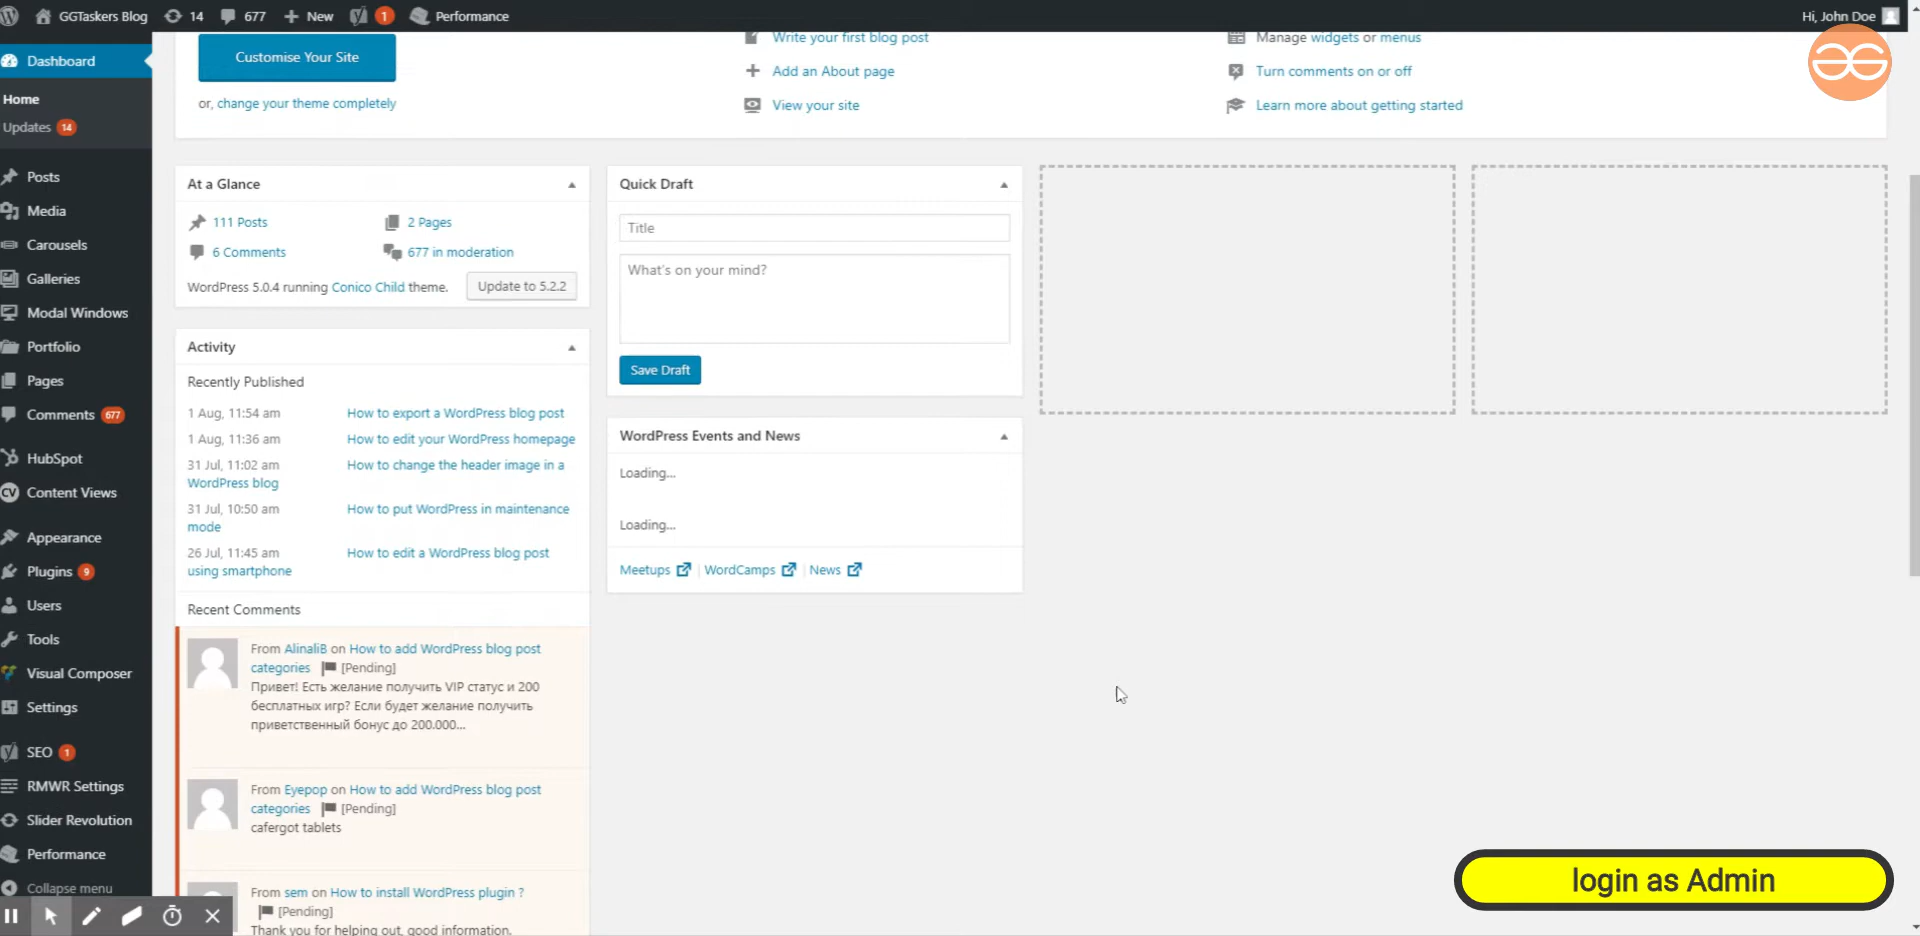 GGTaskers Blog 14 677 New 1 Performance Hi, John Doe
Dashboard
Home
Updates 14
Posts
Media
Carousels
Galleries
Modal Windows
Portfolio
Pages
Comments 677
HubSpot
Content Views
Appearance
Plugins 9
Users
Tools
Visual Composer
Settings
SEO 1
RMWR Settings
Slider Revolution
Performance
Collapse menu
Customise Your Site
or, change your theme completely
Write your first blog post
Add an About page
View your site
Manage widgets or menus
Turn comments on or off
Learn more about getting started
At a Glance
111 Posts 2 Pages
6 Comments 677 in moderation
WordPress 5.0.4 running Conico Child theme. Update to 5.2.2
Activity
Recently Published
1 Aug, 11:54 am How to export a WordPress blog post
1 Aug, 11:36 am How to edit your WordPress homepage
31 Jul, 11:02 am How to change the header image in a
WordPress blog
31 Jul, 10:50 am How to put WordPress in maintenance
mode
26 Jul, 11:45 am How to edit a WordPress blog post
using smartphone
Recent Comments
From AlinaliB on How to add WordPress blog post
categories [Pending]
Привет! Есть желание получить VIP статус и 200
бесплатных игр? Если будет желание получить
приветственный бонус до 200.000...
From Eyepop on How to add WordPress blog post
categories [Pending]
cafergot tablets
From sem on How to install WordPress plugin ?
[Pending]
Thank you for helping out, good information.
Quick Draft
Title
What's on your mind?
Save Draft
WordPress Events and News
Loading...
Loading...
Meetups | WordCamps | News
login as Admin